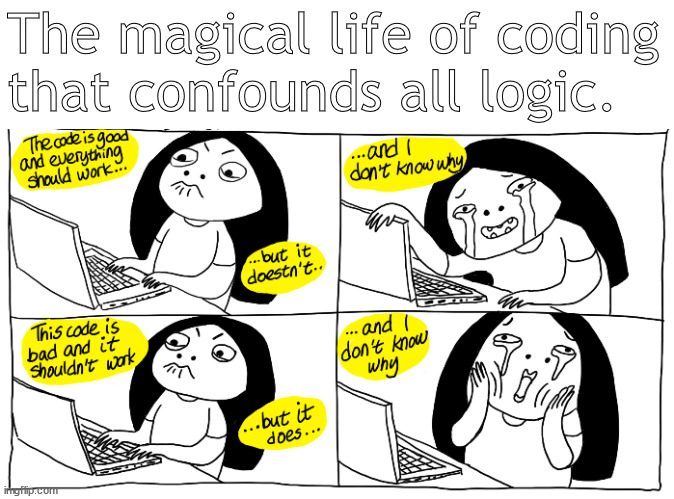 The magical life of coding
that confounds all logic.
The code is good
and everything
should work...
...but it
doestn't..
...and I
don't know why
This code is
bad and it
shouldn't work
...but it
does...
... and I
don't know
why
imgflip.com